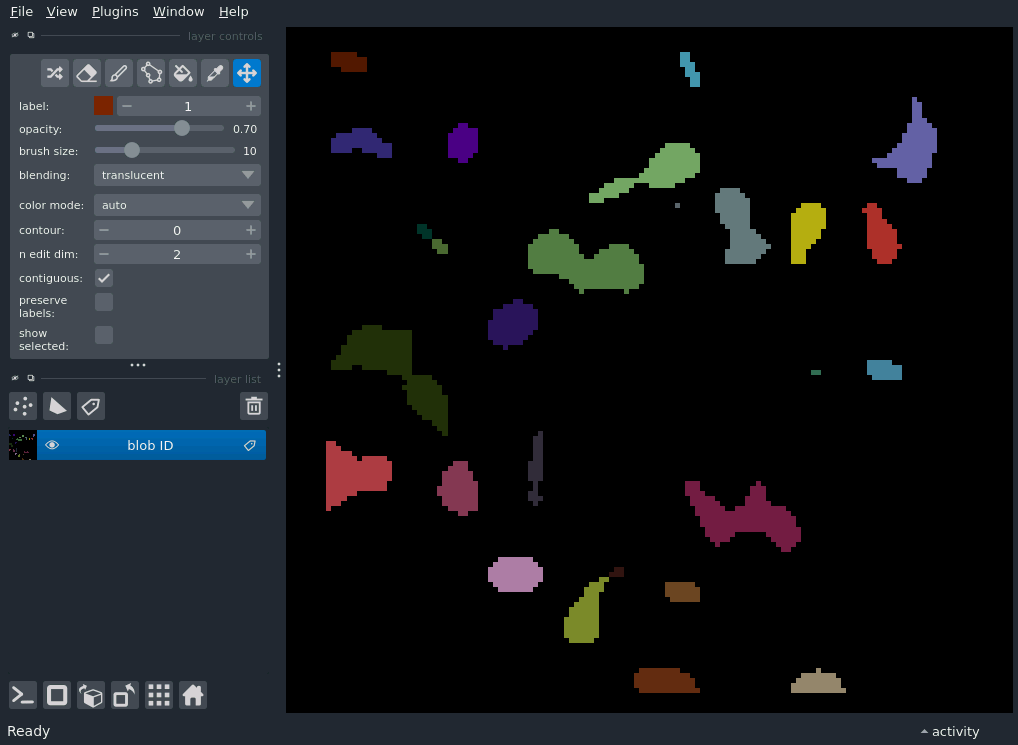 File View Plugins Window Help
layer controls
label: 1
opacity: 0.70
brush size: 10
blending: translucent
color mode: auto
contour: 0
n edit dim: 2
contiguous:
preserve
labels:
show
selected:
layer list
blob ID
Ready
activity